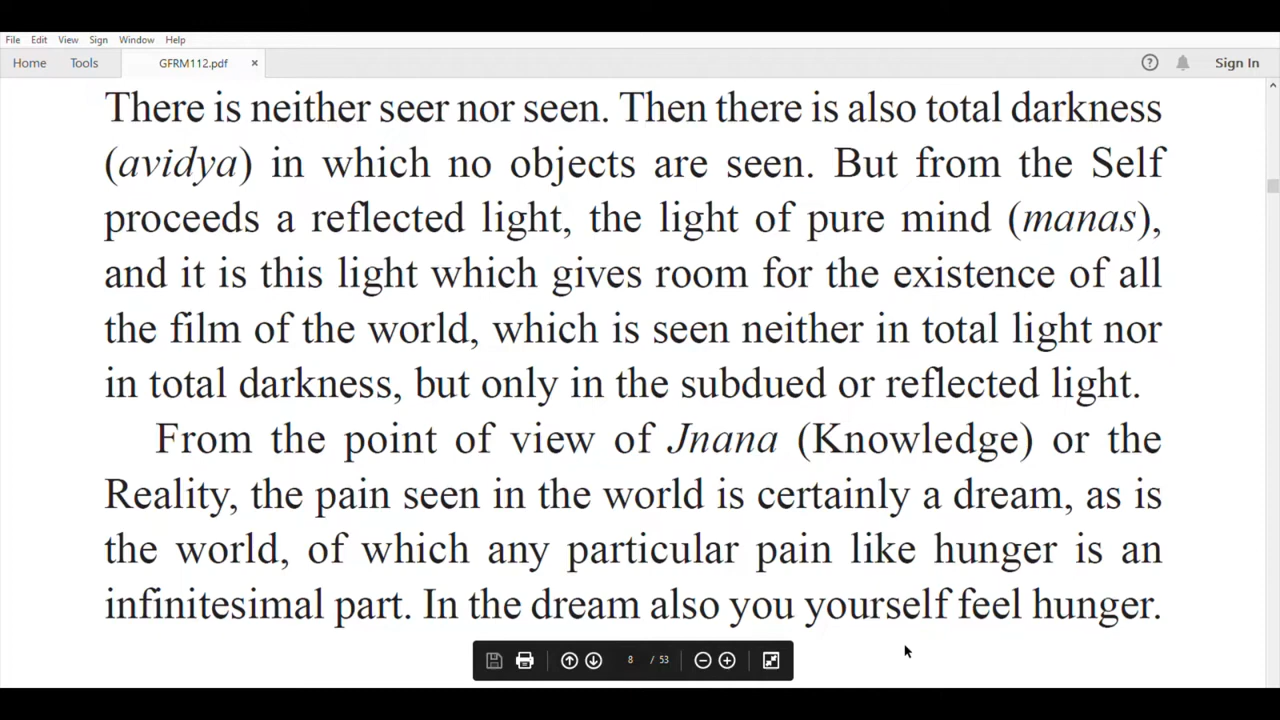 File Edit View Sign Window Help
Home Tools GFRM112.pdf × ? Sign In
There is neither seer nor seen. Then there is also total darkness
(avidya) in which no objects are seen. But from the Self
proceeds a reflected light, the light of pure mind (manas),
and it is this light which gives room for the existence of all
the film of the world, which is seen neither in total light nor
in total darkness, but only in the subdued or reflected light.
From the point of view of Jnana (Knowledge) or the
Reality, the pain seen in the world is certainly a dream, as is
the world, of which any particular pain like hunger is an
infinitesimal part. In the dream also you yourself feel hunger.
8 / 53